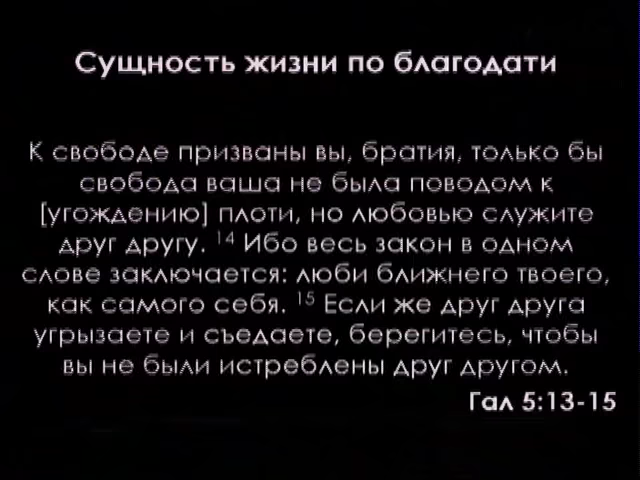 Сущность жизни по благодати
К свободе призваны вы, братия, только бы
свобода ваша не была поводом к
[угождению] плоти, но любовью служите
друг другу. 14 Ибо весь закон в одном
слове заключается: люби ближнего твоего,
как самого себя. 15 Если же друг друга
угрызаете и съедаете, берегитесь, чтобы
вы не были истреблены друг другом.
Гал 5:13-15